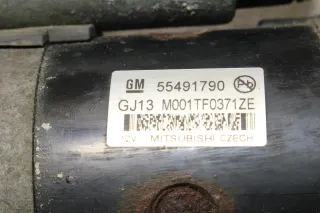 GM 55491790 Pb
GJ13 M001TF0371ZE
12V MITSUBISHI CZECH